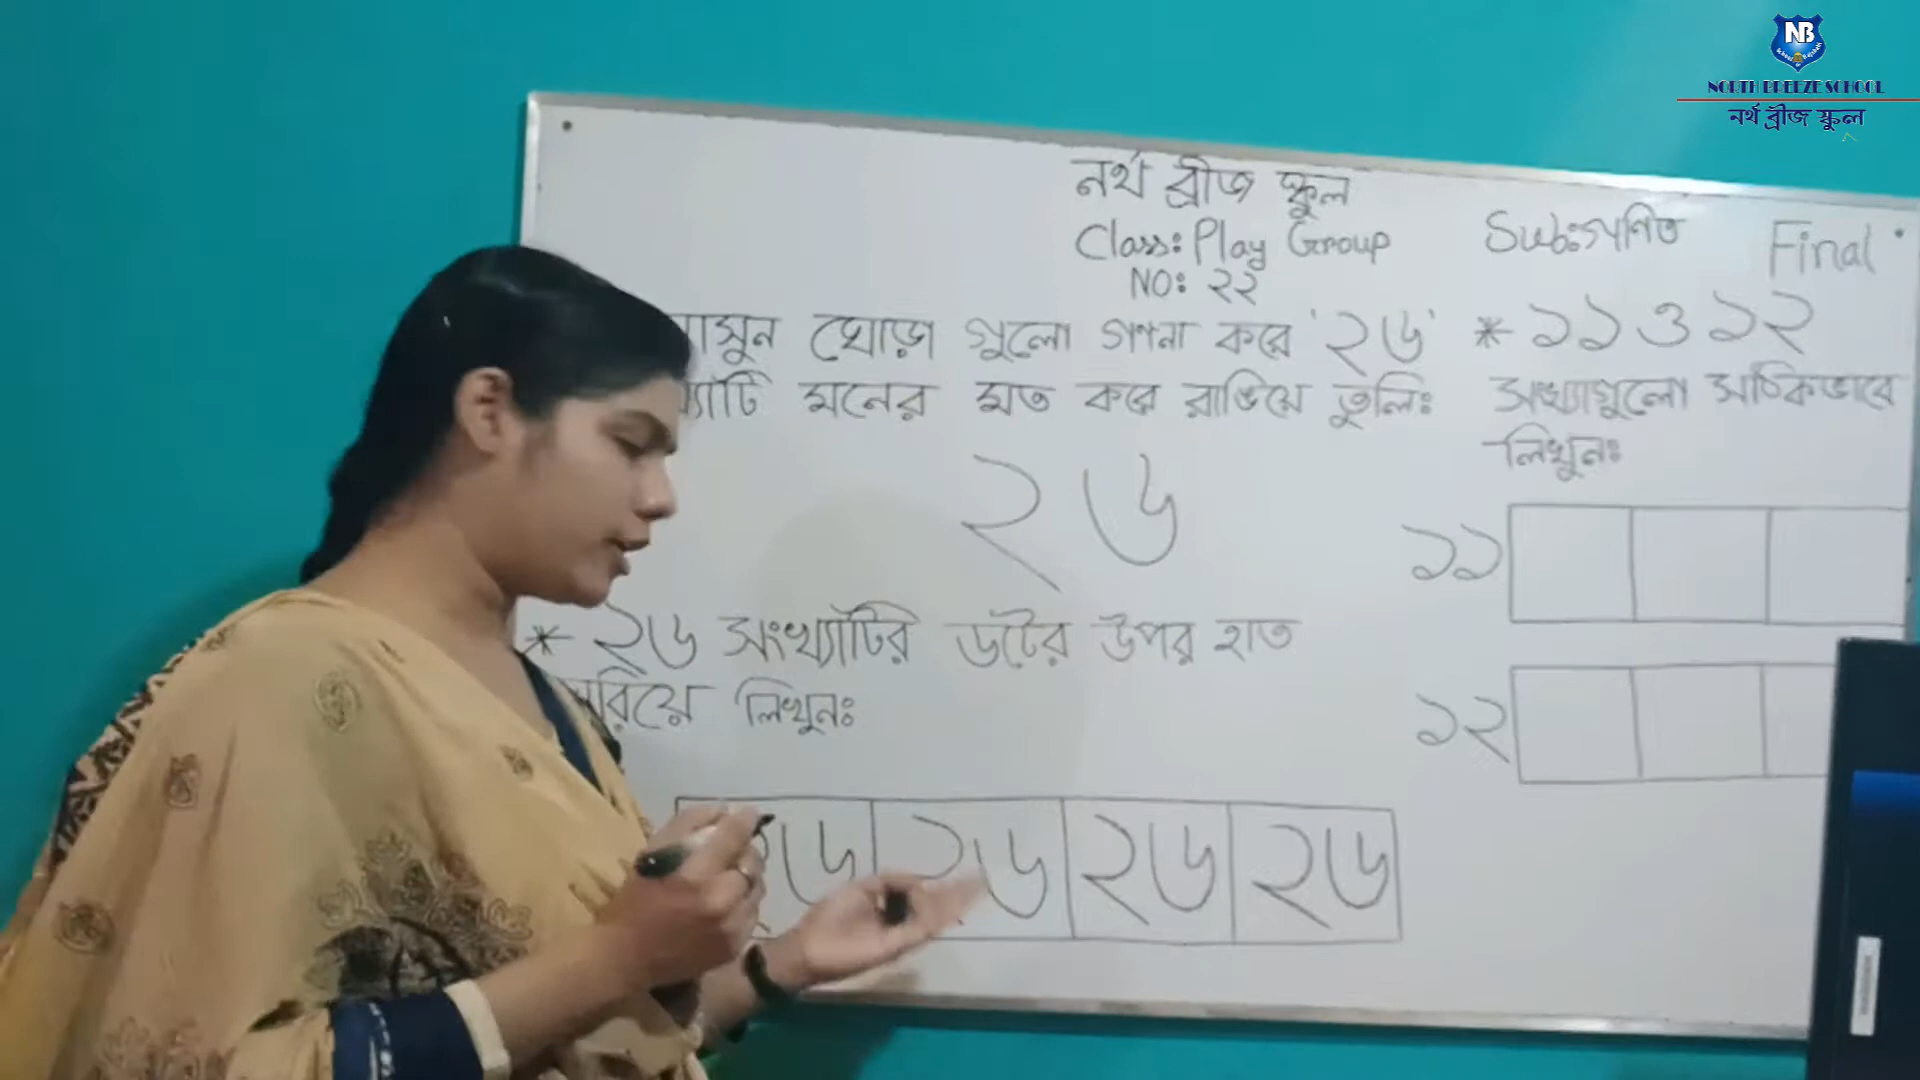 NB
NORTH BREEZE SCHOOL
নর্থ ব্রীজ স্কুল
নর্থ ব্রীজ স্কুল
Class: Play Group
Sub: গণিত
Final
NO: ২২
ঘোড়া গুলো গণনা করে '২৬'
মনের মত করে রাঙিয়ে তুলিঃ
২৬
* ২৬ সংখ্যাটির ডটের উপর হাত
লিখুনঃ
২৬ ২৬ ২৬
* ১১ ও ১২
সংখ্যাগুলো সঠিকভাবে
লিখুনঃ
১১
১২